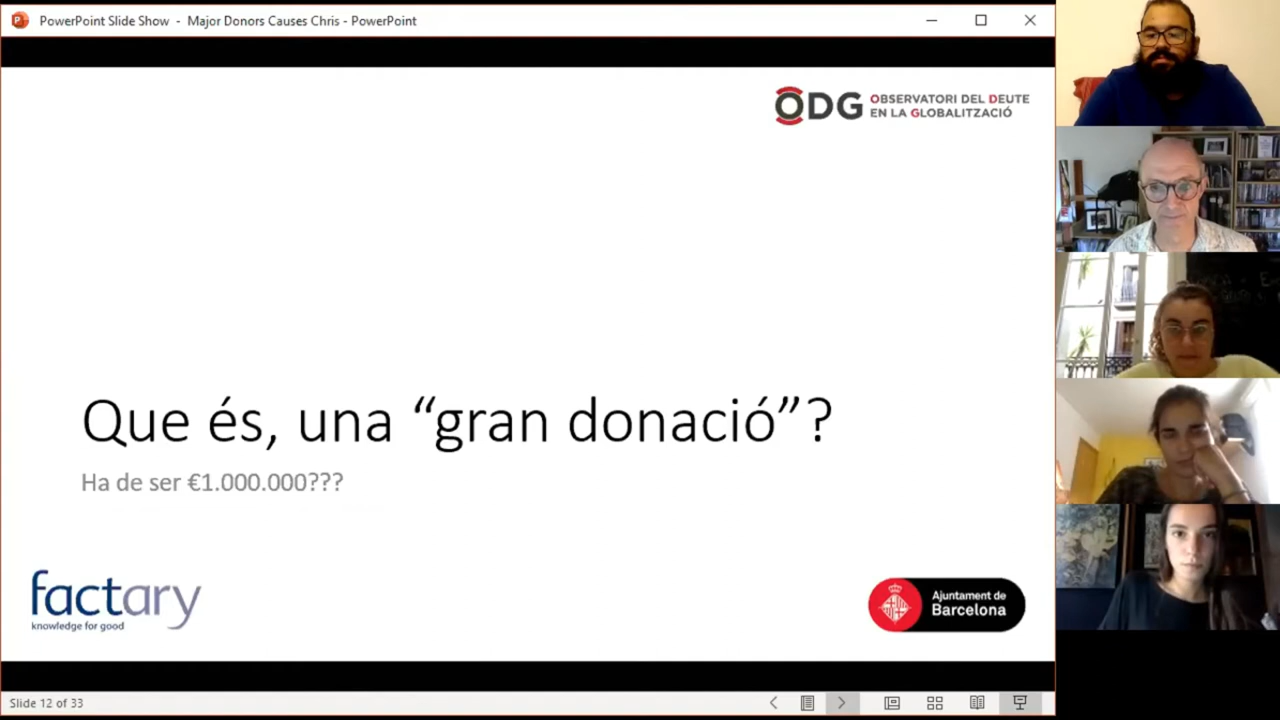 PowerPoint Slide Show - Major Donors Causes Chris - PowerPoint
ODG OBSERVATORI DEL DEUTE
EN LA GLOBALITZACIÓ
Que és, una “gran donació”?
Ha de ser €1.000.000???
factary
knowledge for good
Ajuntament de
Barcelona
Slide 12 of 33